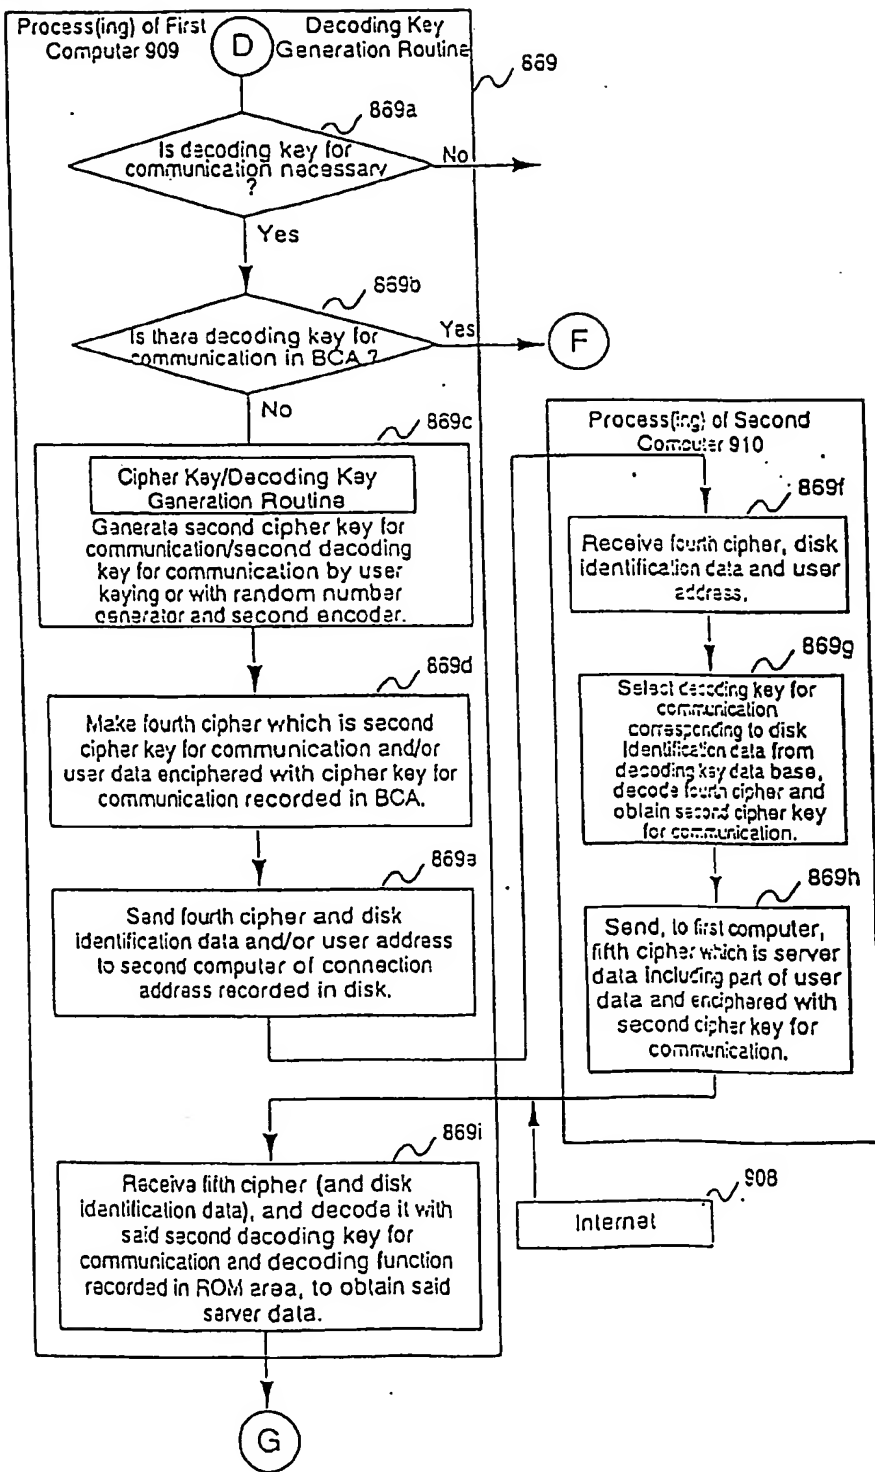 Process(ing) of First
Computer 909
D
Decoding Key
Generation Routine
869
869a
Is decoding key for
communication necessary
?
No
Yes
869b
Is there decoding key for
communication in BCA ?
Yes
F
No
869c
Cipher Key/Decoding Key
Generation Routine
Generate second cipher key for
communication/second decoding
key for communication by user
keying or with random number
generator and second encoder.
869d
Make fourth cipher which is second
cipher key for communication and/or
user data enciphered with cipher key for
communication recorded in BCA.
869e
Send fourth cipher and disk
identification data and/or user address
to second computer of connection
address recorded in disk.
Process(ing) of Second
Computer 910
869f
Receive fourth cipher, disk
identification data and user
address.
869g
Select decoding key for
communication
corresponding to disk
identification data from
decoding key data base,
decode fourth cipher and
obtain second cipher key
for communication.
869h
Send, to first computer,
fifth cipher which is server
data including part of user
data and enciphered with
second cipher key for
communication.
869i
Receive fifth cipher (and disk
identification data), and decode it with
said second decoding key for
communication and decoding function
recorded in ROM area, to obtain said
server data.
908
Internet
G